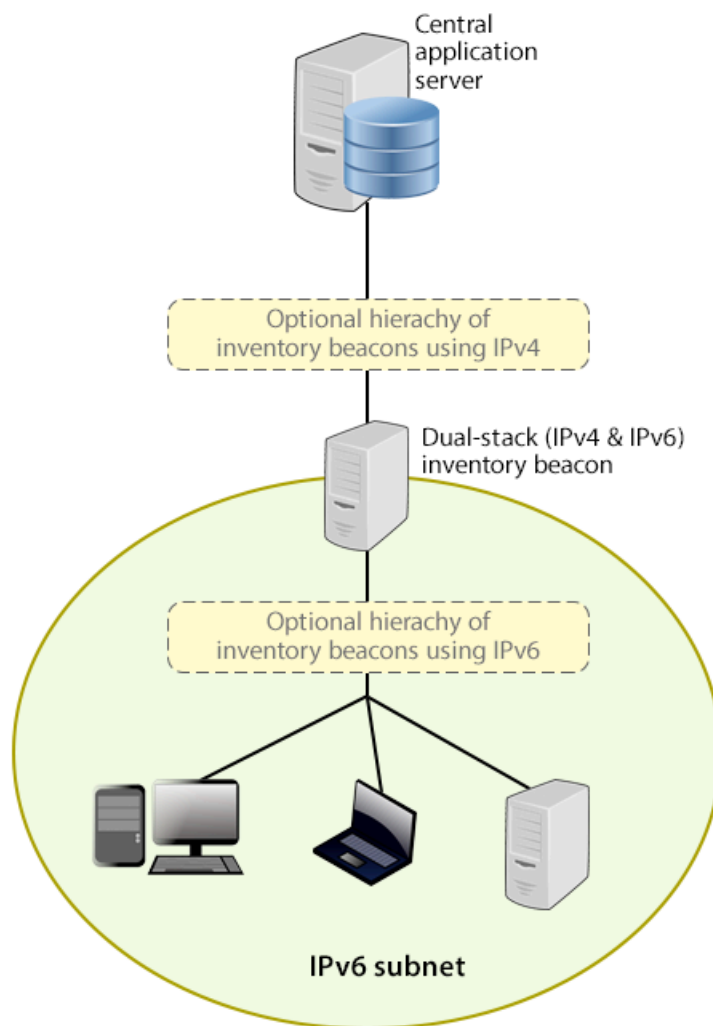 Central
application
server
Optional hierachy of
inventory beacons using IPv4
Dual-stack (IPv4 & IPv6)
inventory beacon
Optional hierachy of
inventory beacons using IPv6
IPv6 subnet